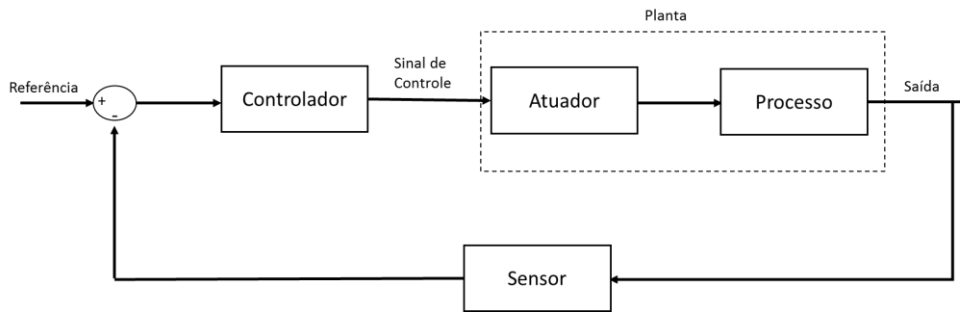 Planta
Referência
+
-
Controlador
Sinal de
Controle
Atuador
Processo
Saída
Sensor